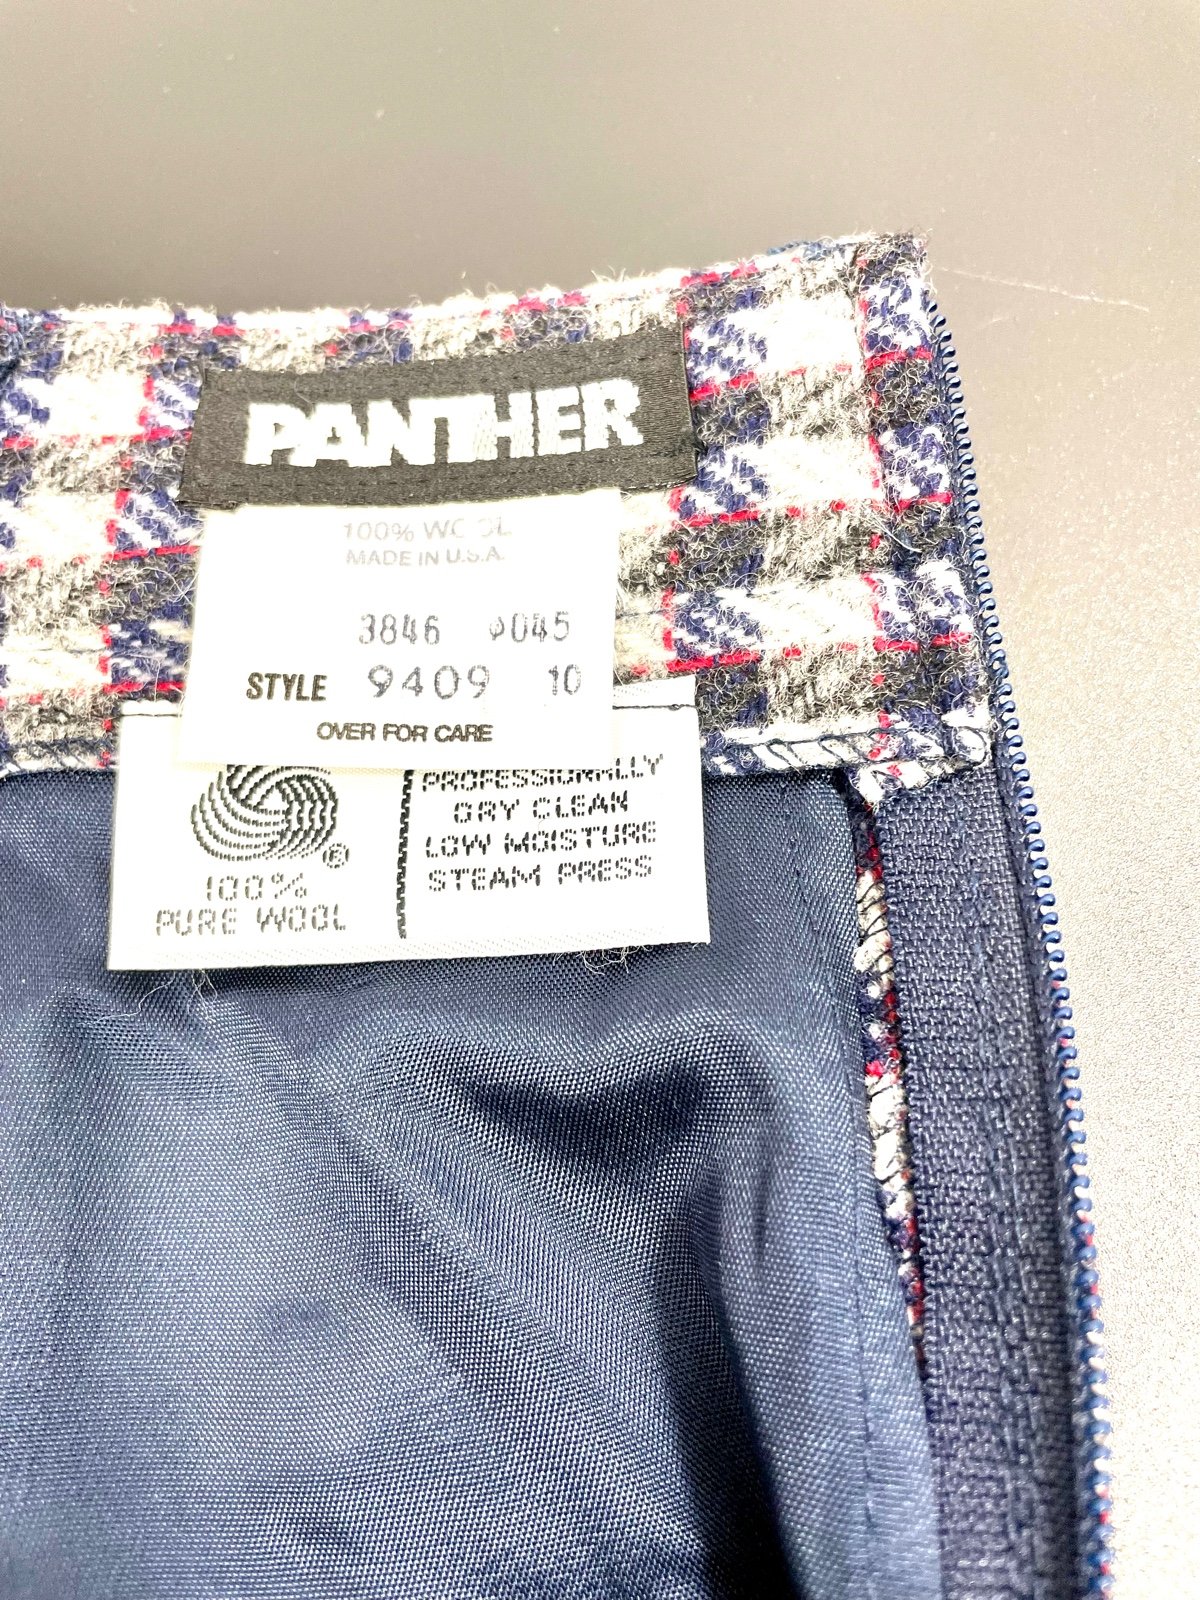 PANTHER
100% WOOL
MADE IN U.S.A.
3846 0045
STYLE 9409 10
OVER FOR CARE
®
100%
PURE WOOL
PROFESSIONALLY
DRY CLEAN
LOW MOISTURE
STEAM PRESS